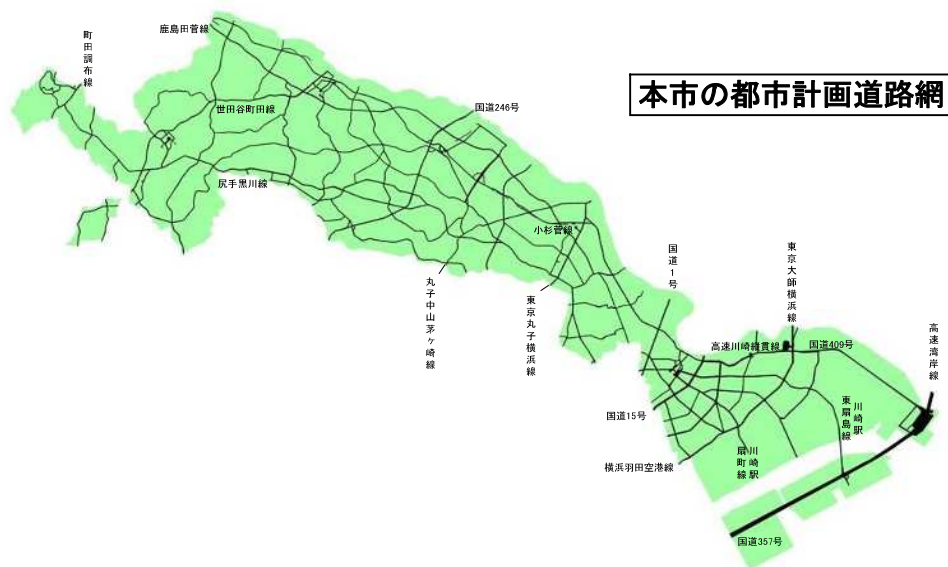 本市の都市計画道路網
鹿島田菅線
町田調布線
世田谷町田線
国道246号
尻手黒川線
小杉菅線
国道1号
東京大師横浜線
丸子中山茅ヶ崎線
東京丸子横浜線
高速川崎縦貫線
国道409号
高速湾岸線
国道15号
川崎駅
東扇島線
横浜羽田空港線
川崎駅
扇町線
国道357号